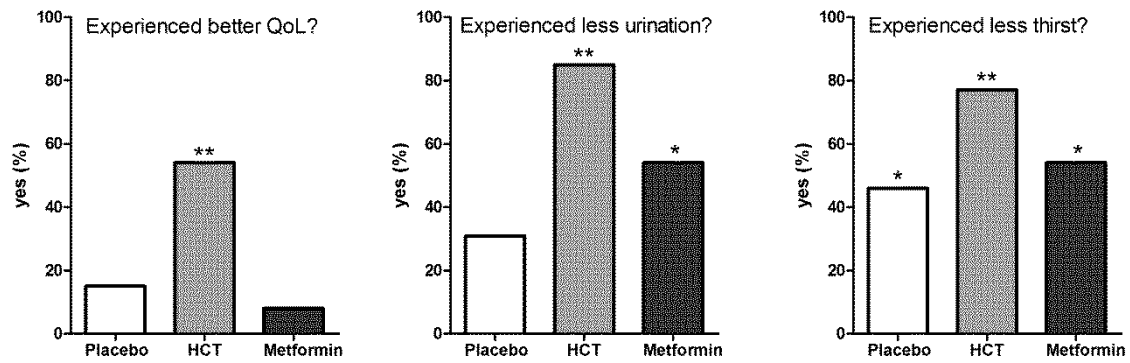 Experienced better QoL?
yes (%)
100
80
60
40
20
0
**
Placebo HCT Metformin
Experienced less urination?
yes (%)
100
80
60
40
20
0
**
*
Placebo HCT Metformin
Experienced less thirst?
yes (%)
100
80
60
40
20
0
*
**
*
Placebo HCT Metformin